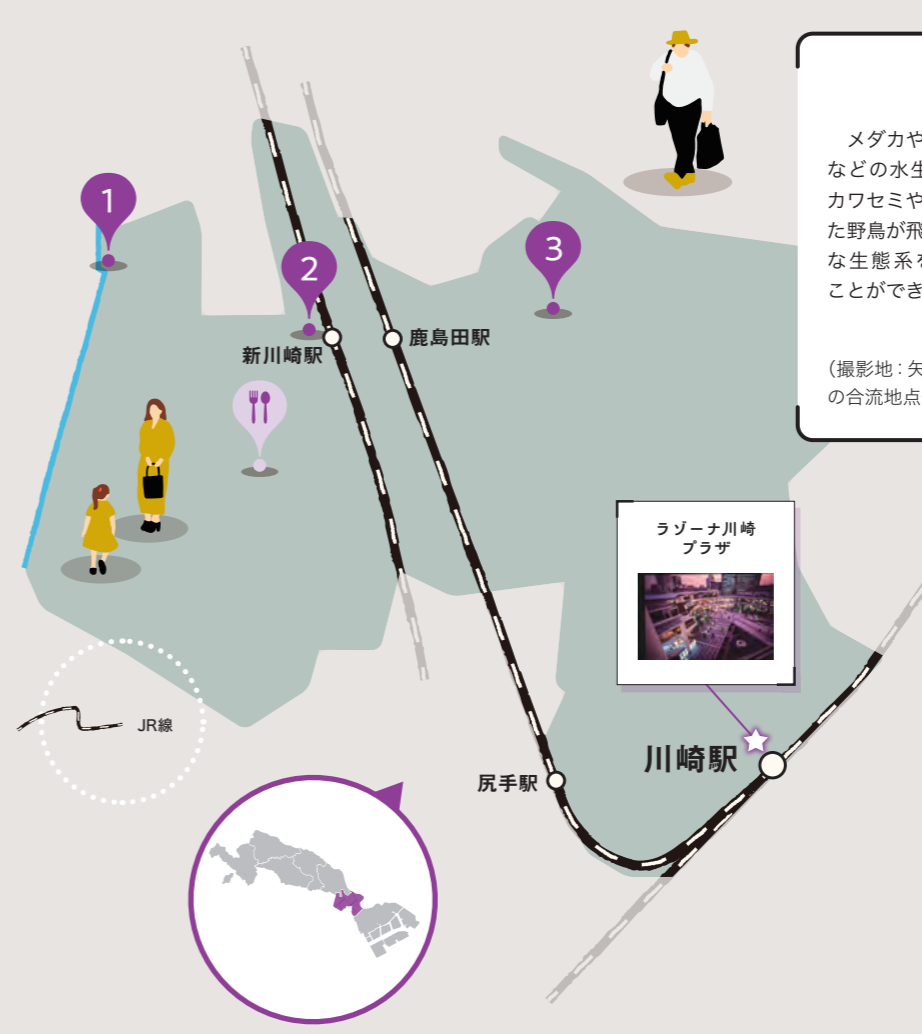 メダカや
などの水生
カワセミや
た野鳥が飛
な生態系を
ことができ
(撮影地：矢
の合流地点
1
2
3
新川崎駅
鹿島田駅
ラゾーナ川崎
プラザ
川崎駅
尻手駅
JR線